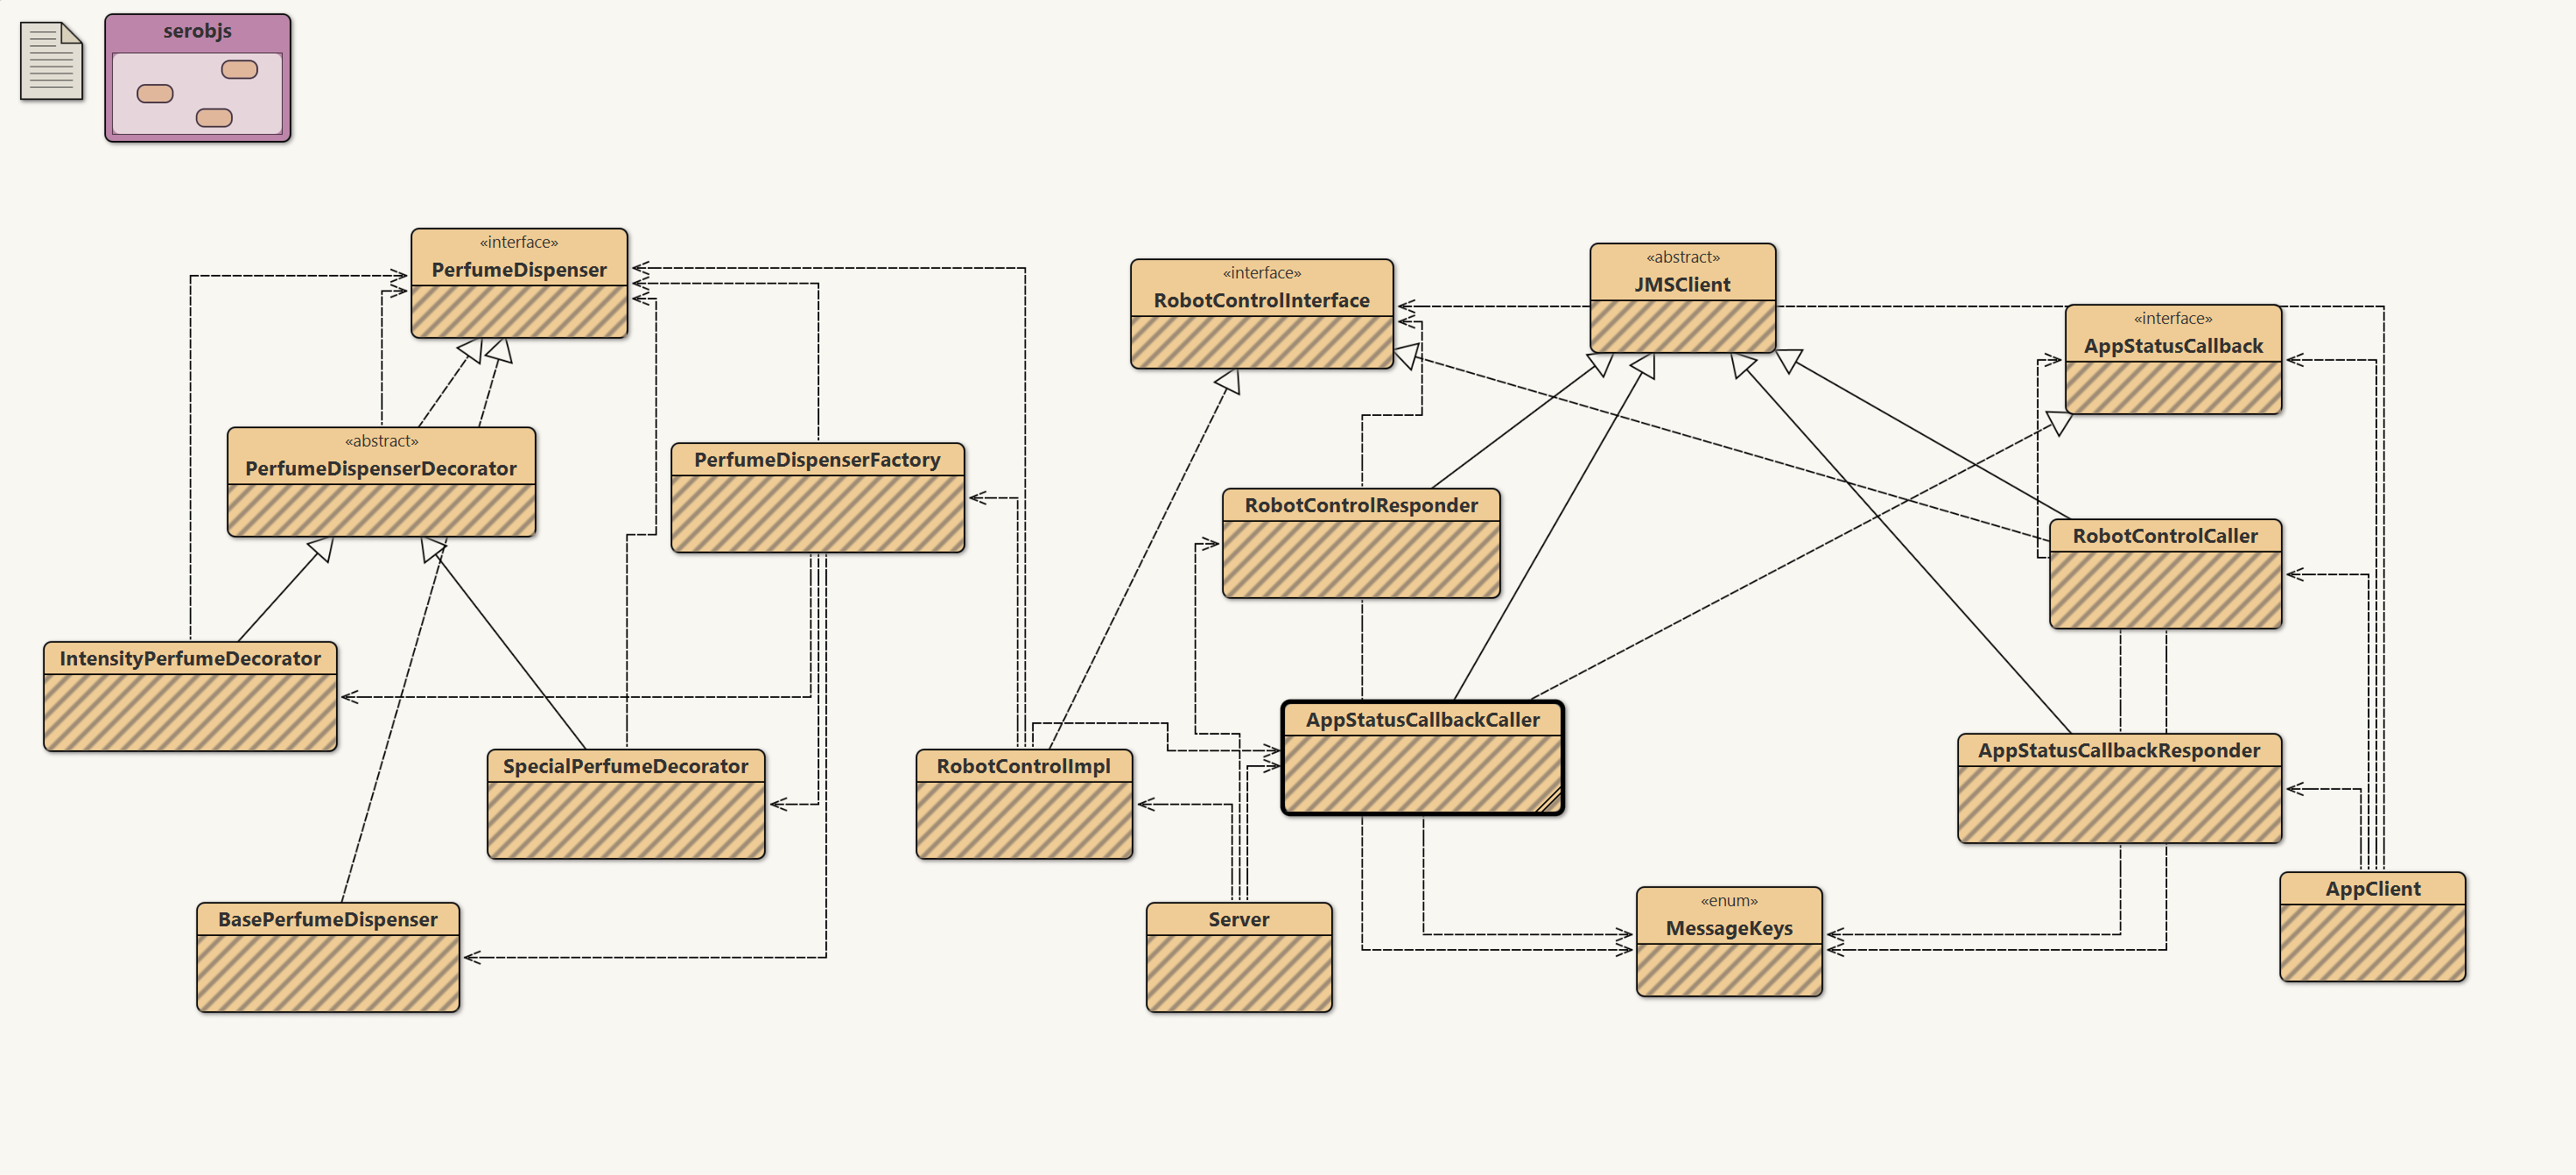 serobjs
«interface»
PerfumeDispenser
«interface»
RobotControlInterface
«abstract»
JMSClient
«interface»
AppStatusCallback
«abstract»
PerfumeDispenserDecorator
PerfumeDispenserFactory
RobotControlResponder
RobotControlCaller
IntensityPerfumeDecorator
SpecialPerfumeDecorator
RobotControlImpl
AppStatusCallbackCaller
AppStatusCallbackResponder
BasePerfumeDispenser
Server
«enum»
MessageKeys
AppClient